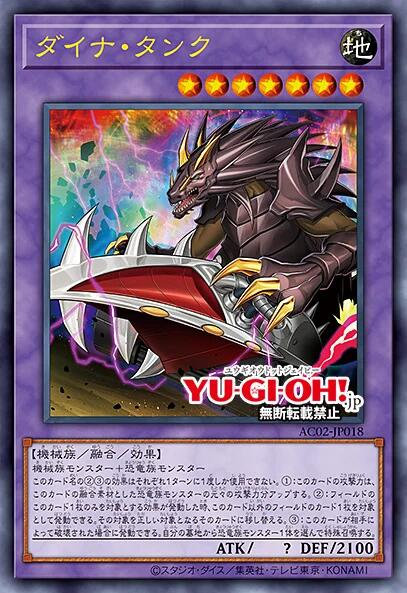 ダイナ・タンク
地
ユウギオウドットジェイピー
YU-GI-OH!.jp
無断転載禁止
AC02-JP018
【機械族／融合／効果】
機械族モンスター＋恐竜族モンスター
このカード名の②③の効果はそれぞれ1ターンに1度しか使用できない。①：このカードの攻撃力は、
このカードの融合素材とした恐竜族モンスターの元々の攻撃力分アップする。②：フィールドの
このカード1枚のみを対象とする効果が発動した時、このカード以外のフィールドのカード1枚を対象
として発動できる。その対象を正しい対象となるそのカードに移し替える。③：このカードが相手に
よって破壊された場合に発動できる。自分の墓地から恐竜族モンスター1体を選んで特殊召喚する。
ATK/ ? DEF/2100
©スタジオ・ダイス／集英社・テレビ東京・KONAMI